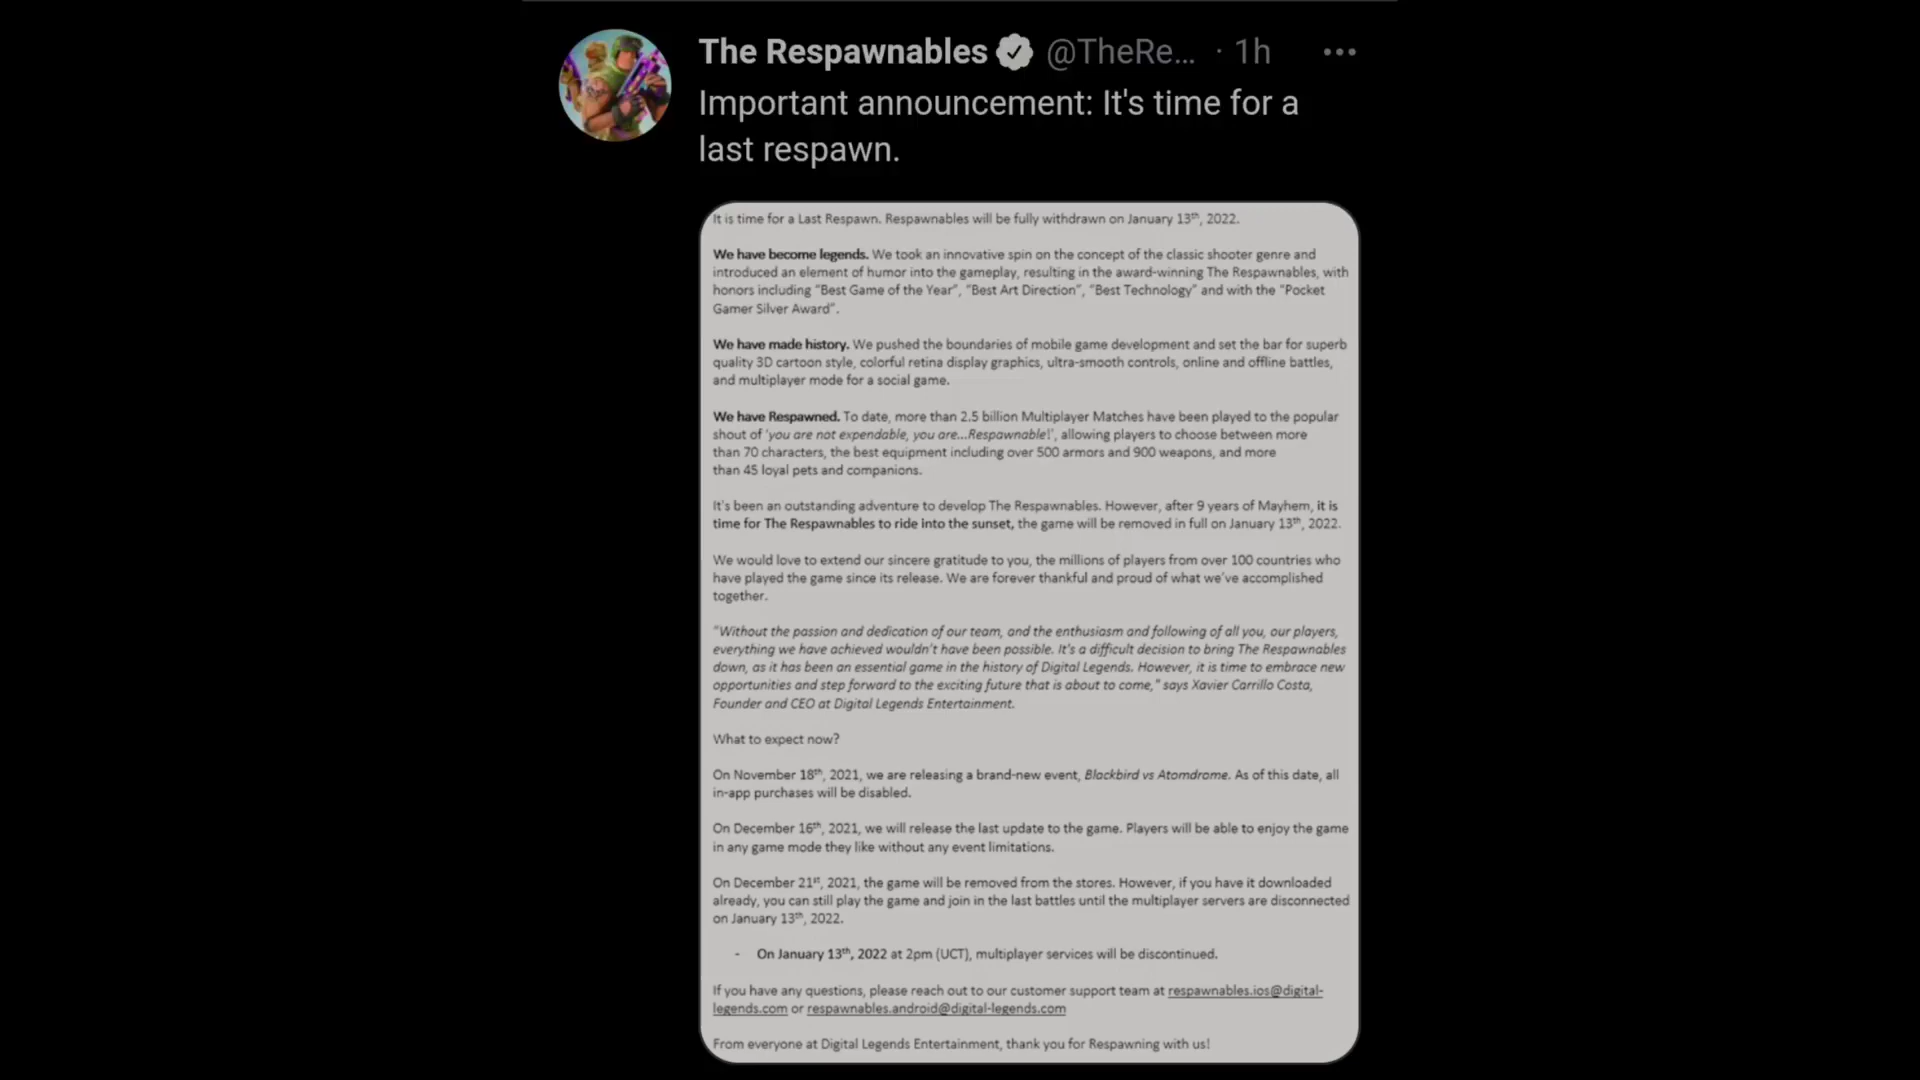 The Respawnables @TheRe... · 1h
Important announcement: It's time for a
last respawn.
It is time for a Last Respawn. Respawnables will be fully withdrawn on January 13th, 2022.
We have become legends. We took an innovative spin on the concept of the classic shooter genre and
introduced an element of humor into the gameplay, resulting in the award-winning The Respawnables, with
honors including "Best Game of the Year", "Best Art Direction", "Best Technology" and with the "Pocket
Gamer Silver Award".
We have made history. We pushed the boundaries of mobile game development and set the bar for superb
quality 3D cartoon style, colorful retina display graphics, ultra-smooth controls, online and offline battles,
and multiplayer mode for a social game.
We have Respawned. To date, more than 2.5 billion Multiplayer Matches have been played to the popular
shout of 'you are not expendable, you are...Respawnable!', allowing players to choose between more
than 70 characters, the best equipment including over 500 armors and 900 weapons, and more
than 45 loyal pets and companions.
It's been an outstanding adventure to develop The Respawnables. However, after 9 years of Mayhem, it is
time for The Respawnables to ride into the sunset, the game will be removed in full on January 13th, 2022.
We would love to extend our sincere gratitude to you, the millions of players from over 100 countries who
have played the game since its release. We are forever thankful and proud of what we've accomplished
together.
"Without the passion and dedication of our team, and the enthusiasm and following of all you, our players,
everything we have achieved wouldn't have been possible. It's a difficult decision to bring The Respawnables
down, as it has been an essential game in the history of Digital Legends. However, it is time to embrace new
opportunities and step forward to the exciting future that is about to come," says Xavier Carrillo Costa,
Founder and CEO at Digital Legends Entertainment.
What to expect now?
On November 18th, 2021, we are releasing a brand-new event, Blackbird vs Atomdrome. As of this date, all
in-app purchases will be disabled.
On December 16th, 2021, we will release the last update to the game. Players will be able to enjoy the game
in any game mode they like without any event limitations.
On December 21st, 2021, the game will be removed from the stores. However, if you have it downloaded
already, you can still play the game and join in the last battles until the multiplayer servers are disconnected
on January 13th, 2022.
- On January 13th, 2022 at 2pm (UCT), multiplayer services will be discontinued.
If you have any questions, please reach out to our customer support team at respawnables.ios@digital-
legends.com or respawnables.android@digital-legends.com
From everyone at Digital Legends Entertainment, thank you for Respawning with us!